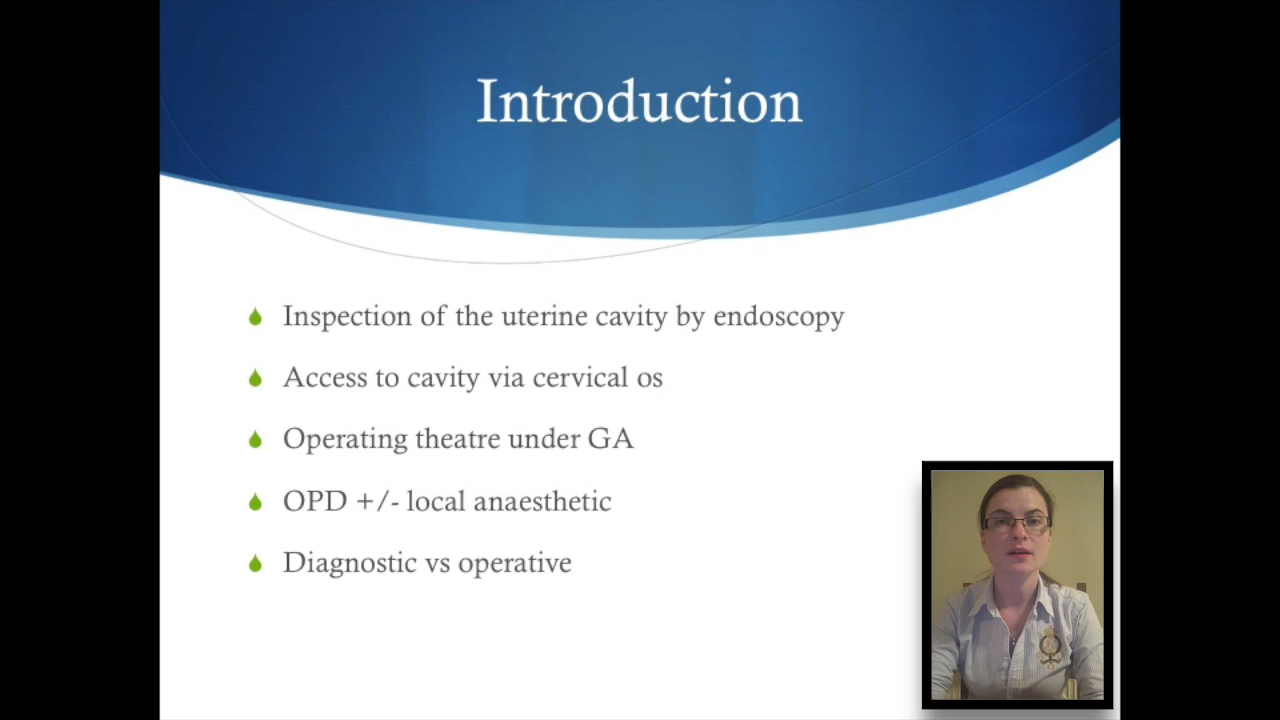 Introduction
Inspection of the uterine cavity by endoscopy
Access to cavity via cervical os
Operating theatre under GA
OPD +/- local anaesthetic
Diagnostic vs operative